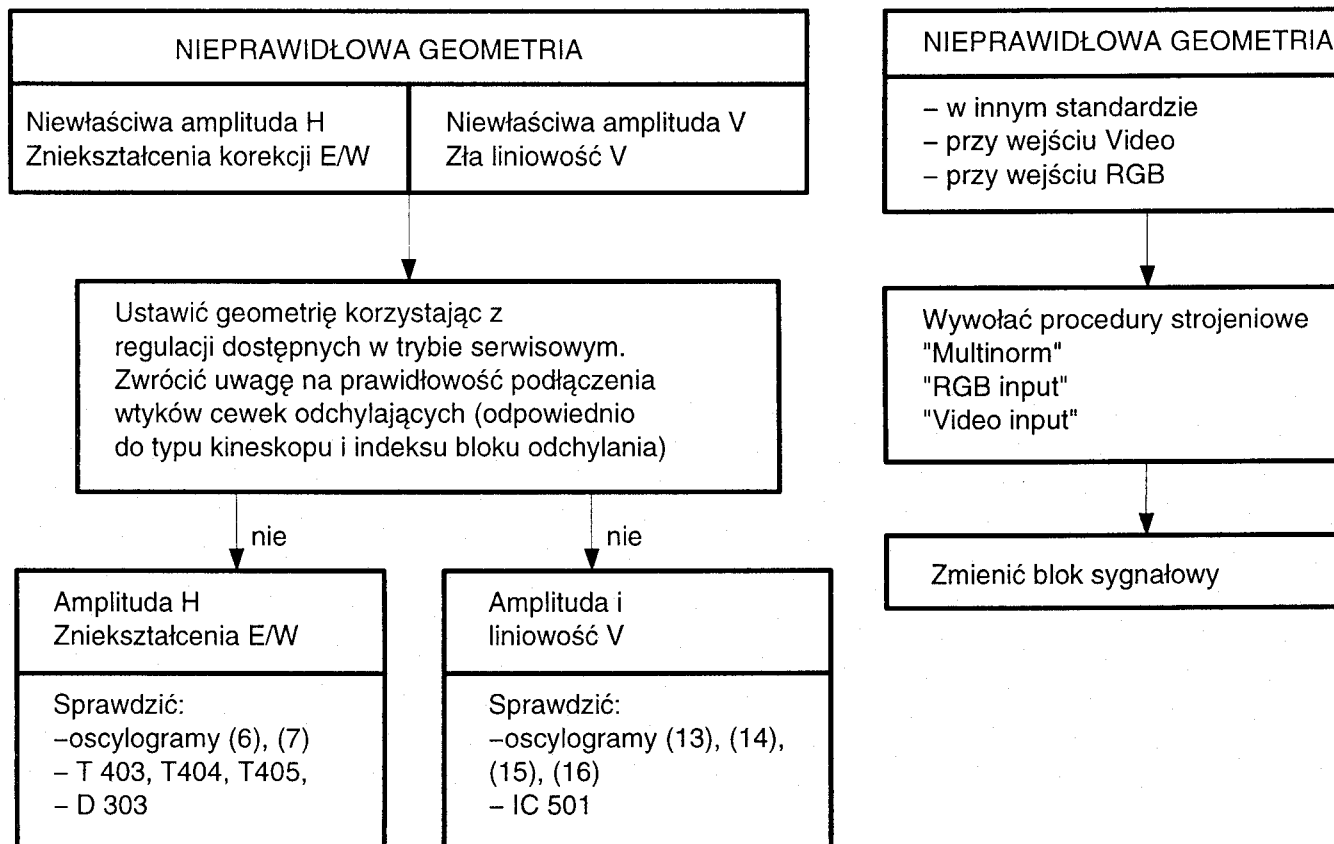 NIEPRAWIDŁOWA GEOMETRIA
Niewłaściwa amplituda H
Zniekształcenia korekcji E/W
Niewłaściwa amplituda V
Zła liniowość V
Ustawić geometrię korzystając z
regulacji dostępnych w trybie serwisowym.
Zwrócić uwagę na prawidłowość podłączenia
wtyków cewek odchylających (odpowiednio
do typu kineskopu i indeksu bloku odchylania)
nie
nie
Amplituda H
Zniekształcenia E/W
Sprawdzić:
–oscylogramy (6), (7)
– T 403, T404, T405,
– D 303
Amplituda i
liniowość V
Sprawdzić:
–oscylogramy (13), (14),
(15), (16)
– IC 501
NIEPRAWIDŁOWA GEOMETRIA
– w innym standardzie
– przy wejściu Video
– przy wejściu RGB
Wywołać procedury strojeniowe
"Multinorm"
"RGB input"
"Video input"
Zmienić blok sygnałowy